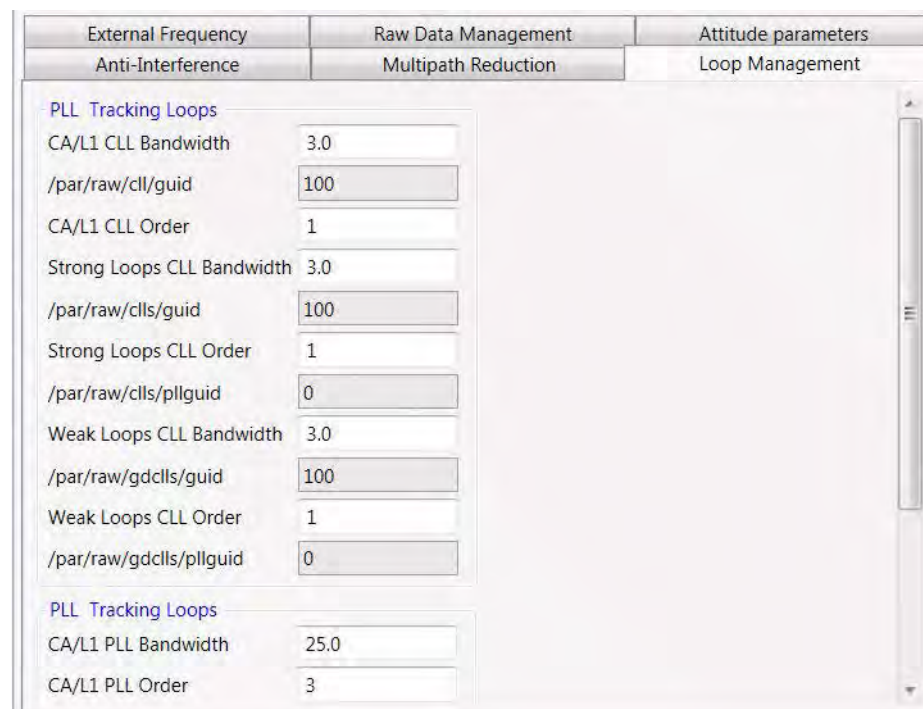 External Frequency Raw Data Management Attitude parameters
Anti-Interference Multipath Reduction Loop Management
PLL Tracking Loops
CA/L1 CLL Bandwidth 3.0
/par/raw/cll/guid 100
CA/L1 CLL Order 1
Strong Loops CLL Bandwidth 3.0
/par/raw/clls/guid 100
Strong Loops CLL Order 1
/par/raw/clls/pllguid 0
Weak Loops CLL Bandwidth 3.0
/par/raw/gdclls/guid 100
Weak Loops CLL Order 1
/par/raw/gdclls/pllguid 0
PLL Tracking Loops
CA/L1 PLL Bandwidth 25.0
CA/L1 PLL Order 3